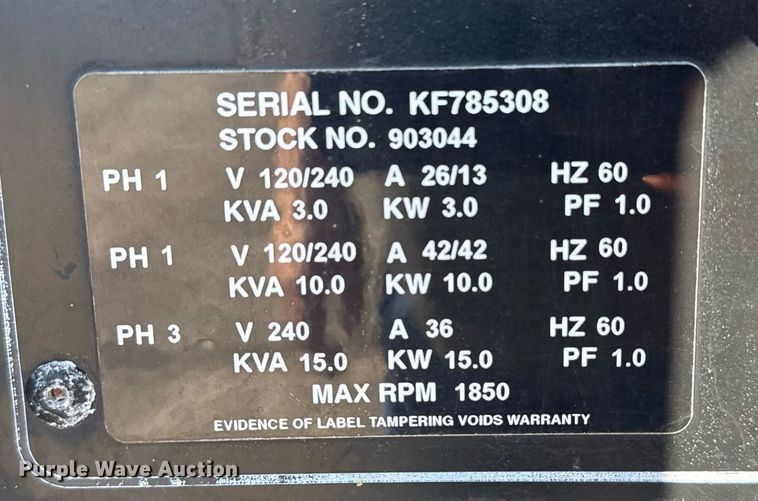 SERIAL NO. KF785308
STOCK NO. 903044
PH 1 V 120/240 A 26/13 HZ 60
KVA 3.0 KW 3.0 PF 1.0
PH 1 V 120/240 A 42/42 HZ 60
KVA 10.0 KW 10.0 PF 1.0
PH 3 V 240 A 36 HZ 60
KVA 15.0 KW 15.0 PF 1.0
MAX RPM 1850
EVIDENCE OF LABEL TAMPERING VOIDS WARRANTY
Purple Wave Auction